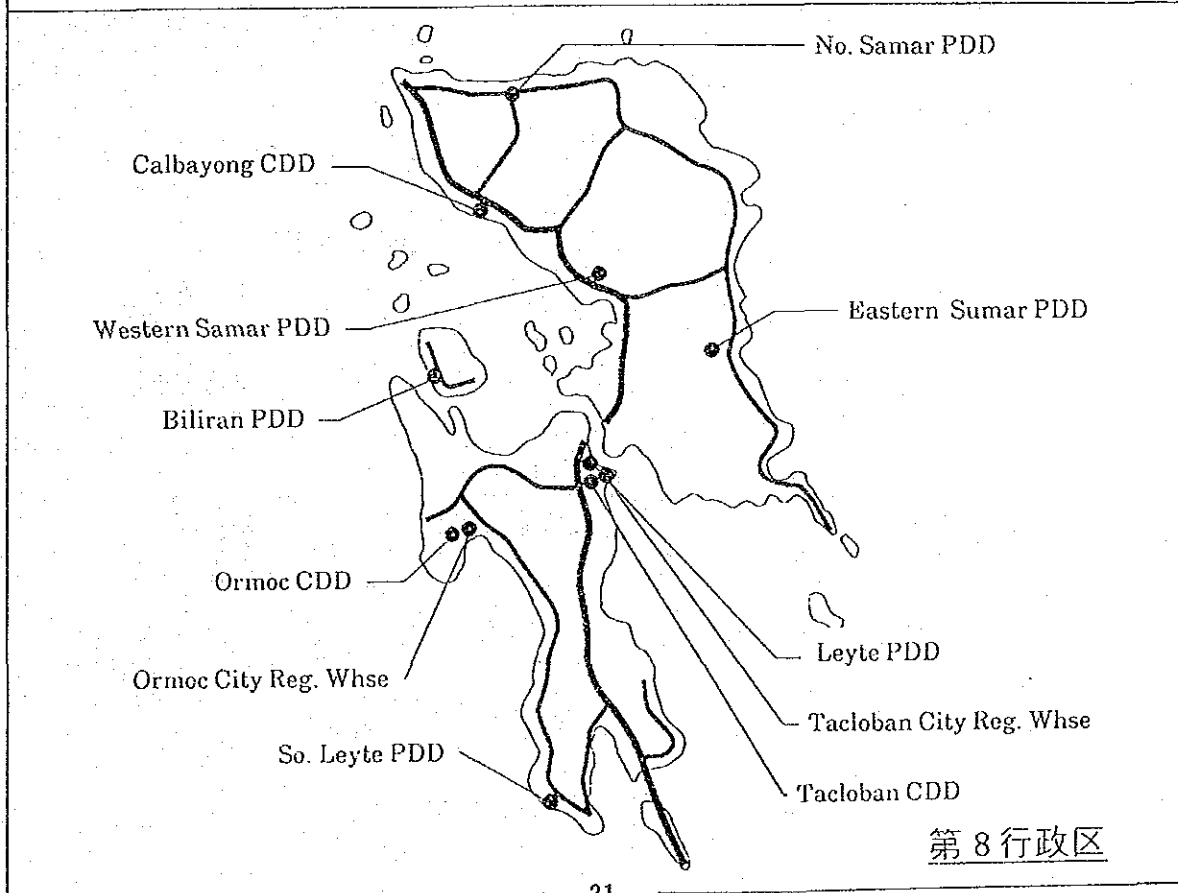 No. Samar PDD
Calbayong CDD
Western Samar PDD
Eastern Sumar PDD
Biliran PDD
Ormoc CDD
Leyte PDD
Ormoc City Reg. Whse
Tacloban City Reg. Whse
So. Leyte PDD
Tacloban CDD
第8行政区
21